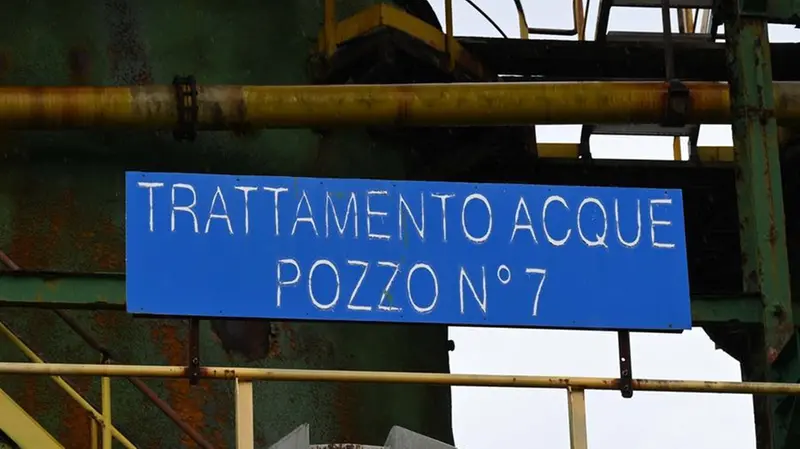 TRATTAMENTO ACQUE
POZZO N° 7